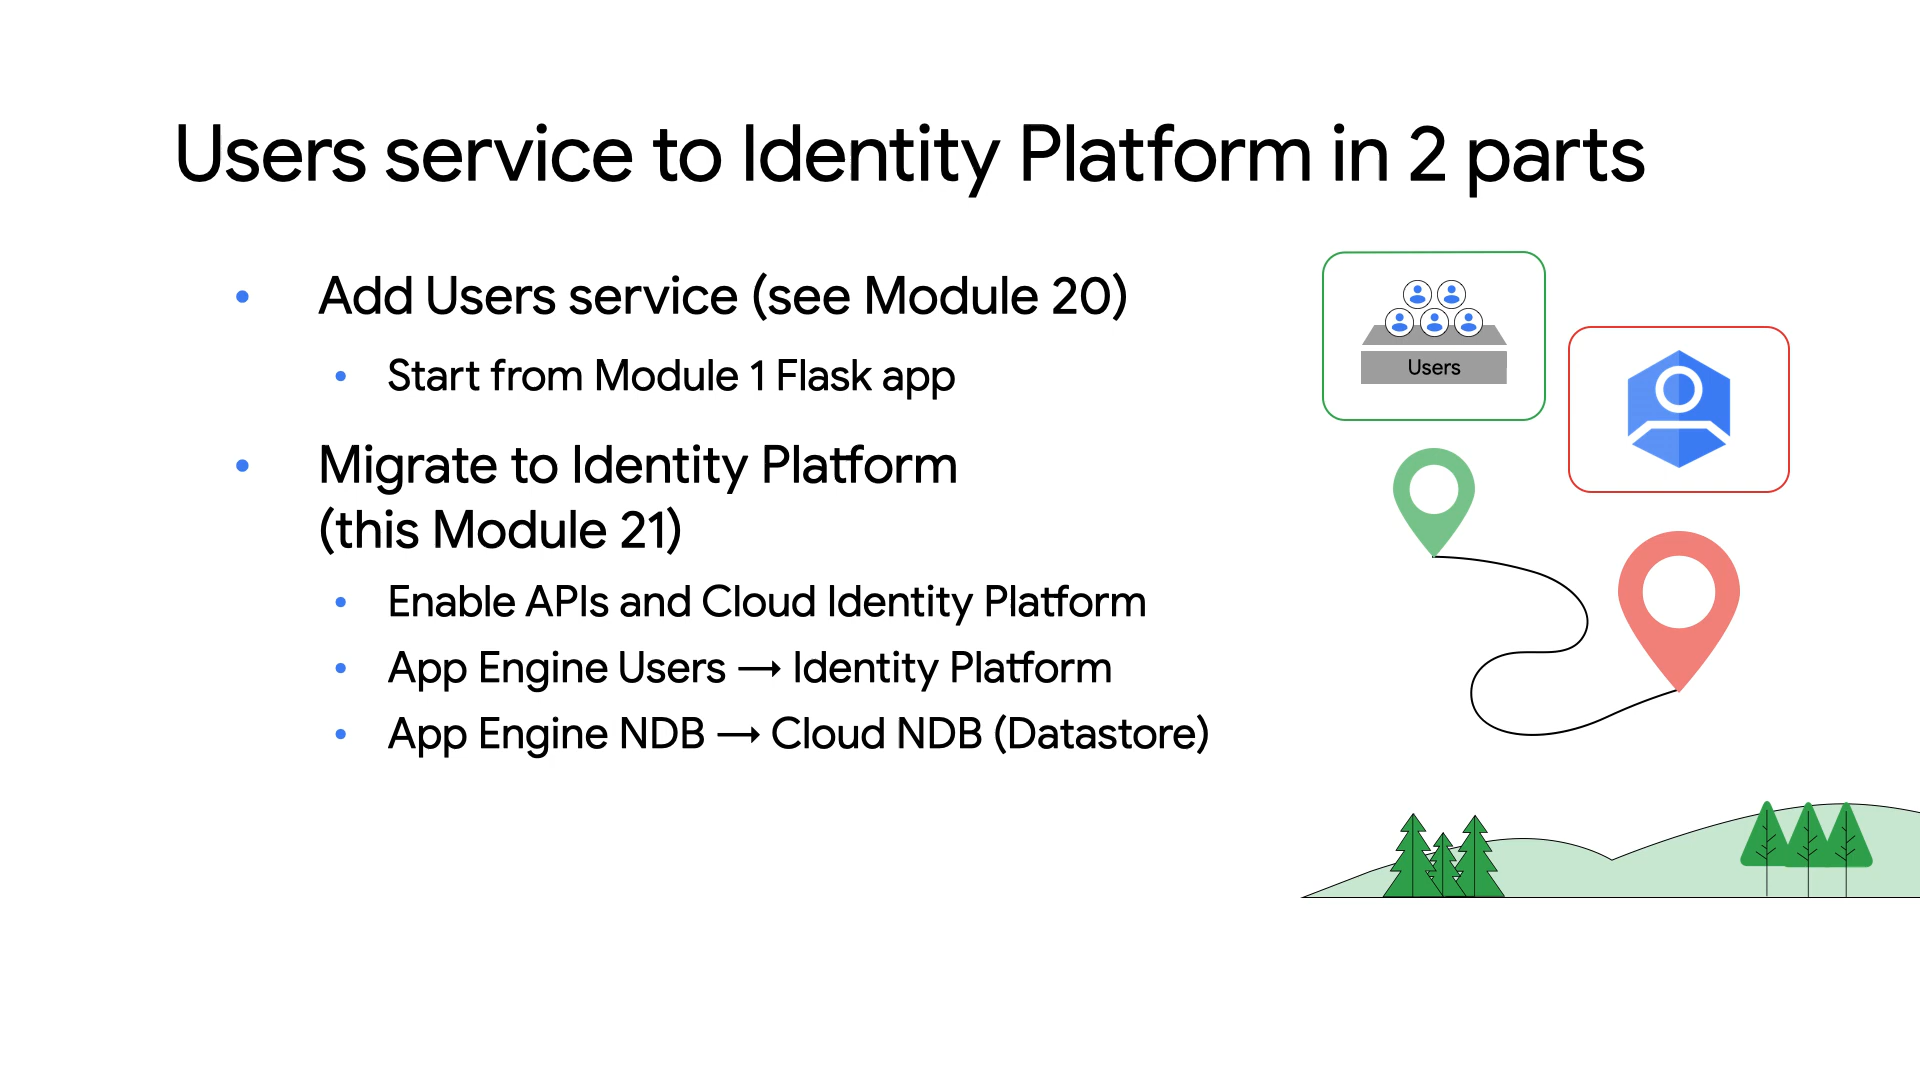 Users service to Identity Platform in 2 parts
• Add Users service (see Module 20)
• Start from Module 1 Flask app
• Migrate to Identity Platform
(this Module 21)
• Enable APIs and Cloud Identity Platform
• App Engine Users → Identity Platform
• App Engine NDB → Cloud NDB (Datastore)
Users